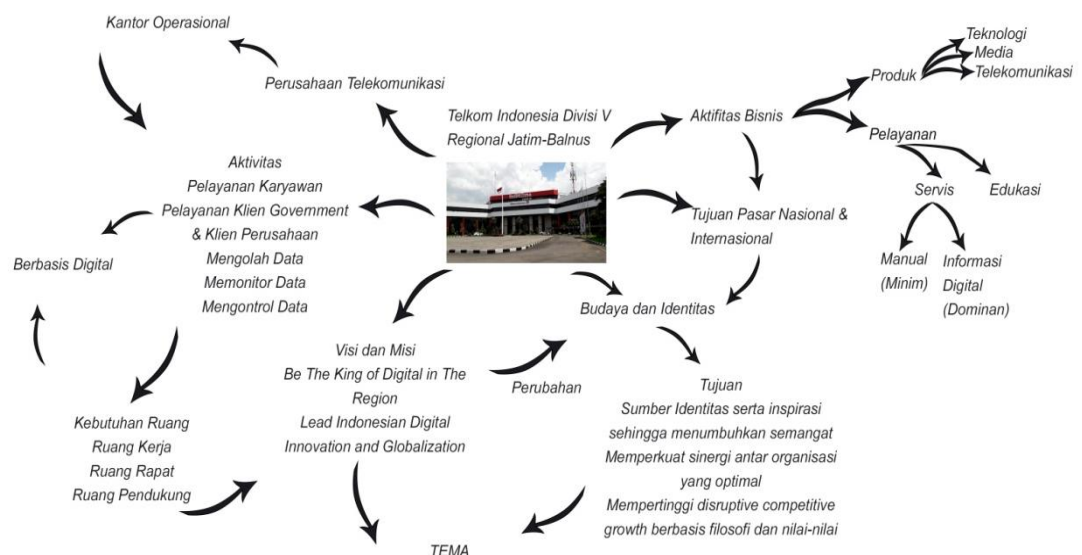 Kantor Operasional
Perusahaan Telekomunikasi
Telkom Indonesia Divisi V
Regional Jatim-Balnus
Aktifitas Bisnis
Produk
Teknologi
Media
Telekomunikasi
Pelayanan
Servis
Edukasi
Manual
(Minim)
Informasi
Digital
(Dominan)
Tujuan Pasar Nasional &
Internasional
Aktivitas
Pelayanan Karyawan
Pelayanan Klien Government
& Klien Perusahaan
Mengolah Data
Memonitor Data
Mengontrol Data
Berbasis Digital
Budaya dan Identitas
Visi dan Misi
Be The King of Digital in The
Region
Lead Indonesian Digital
Innovation and Globalization
Perubahan
Tujuan
Sumber Identitas serta inspirasi
sehingga menumbuhkan semangat
Memperkuat sinergi antar organisasi
yang optimal
Mempertinggi disruptive competitive
growth berbasis filosofi dan nilai-nilai
Kebutuhan Ruang
Ruang Kerja
Ruang Rapat
Ruang Pendukung
TEMA